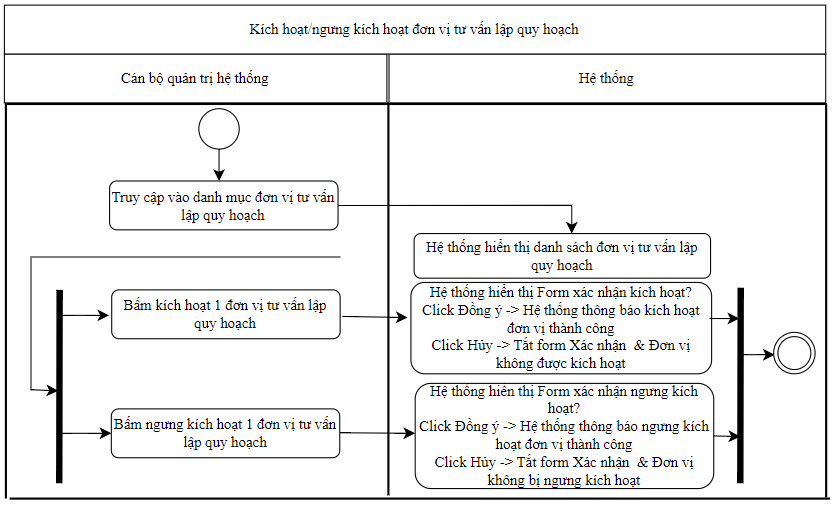 Kích hoạt/ngưng kích hoạt đơn vị tư vấn lập quy hoạch
Cán bộ quản trị hệ thống
Hệ thống
Truy cập vào danh mục đơn vị tư vấn
lập quy hoạch
Hệ thống hiển thị danh sách đơn vị tư vấn lập
quy hoạch
Bấm kích hoạt 1 đơn vị tư vấn lập
quy hoạch
Hệ thống hiển thị Form xác nhận kích hoạt?
Click Đồng ý -> Hệ thống thông báo kích hoạt
đơn vị thành công
Click Hủy -> Tắt form Xác nhận & Đơn vị
không được kích hoạt
Bấm ngưng kích hoạt 1 đơn vị tư vấn
lập quy hoạch
Hệ thống hiển thị Form xác nhận ngưng kích
hoạt?
Click Đồng ý -> Hệ thống thông báo ngưng kích
hoạt đơn vị thành công
Click Hủy -> Tắt form Xác nhận & Đơn vị
không bị ngưng kích hoạt